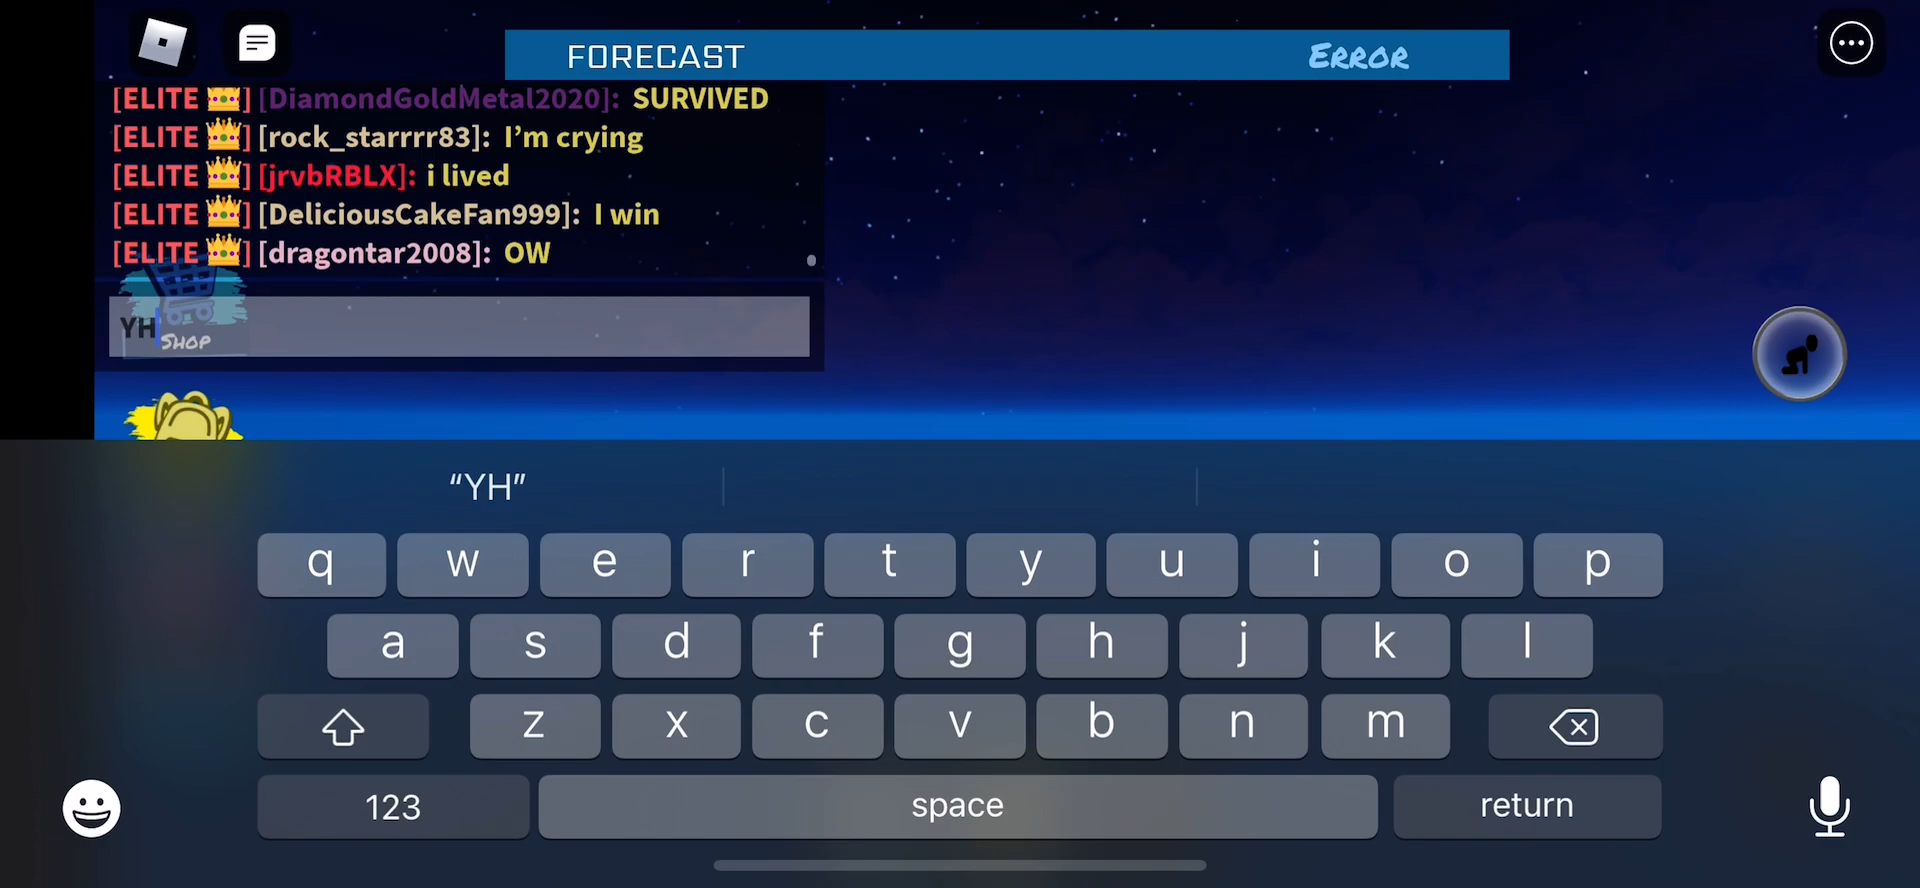 FORECAST ERROR
[ELITE 👑] [DiamondGoldMetal2020]: SURVIVED
[ELITE 👑] [rock_starrrr83]: I’m crying
[ELITE 👑] [jrvbRBLX]: i lived
[ELITE 👑] [DeliciousCakeFan999]: I win
[ELITE 👑] [dragontar2008]: OW
YH
SHOP
“YH”
q w e r t y u i o p
a s d f g h j k l
z x c v b n m
123 space return